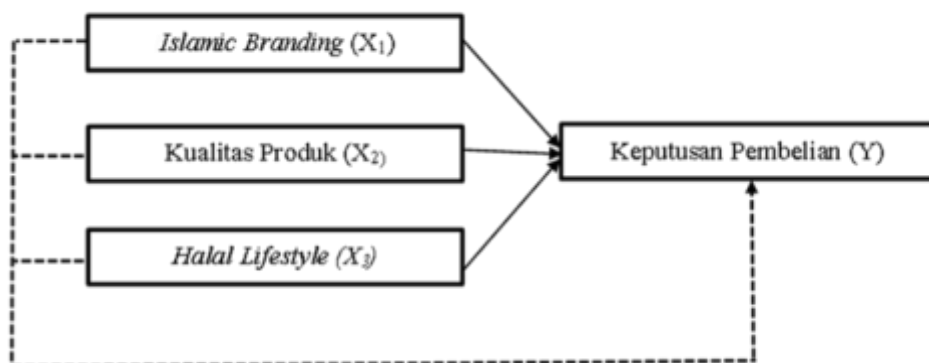 Islamic Branding (X₁)
Kualitas Produk (X₂)
Keputusan Pembelian (Y)
Halal Lifestyle (X₃)